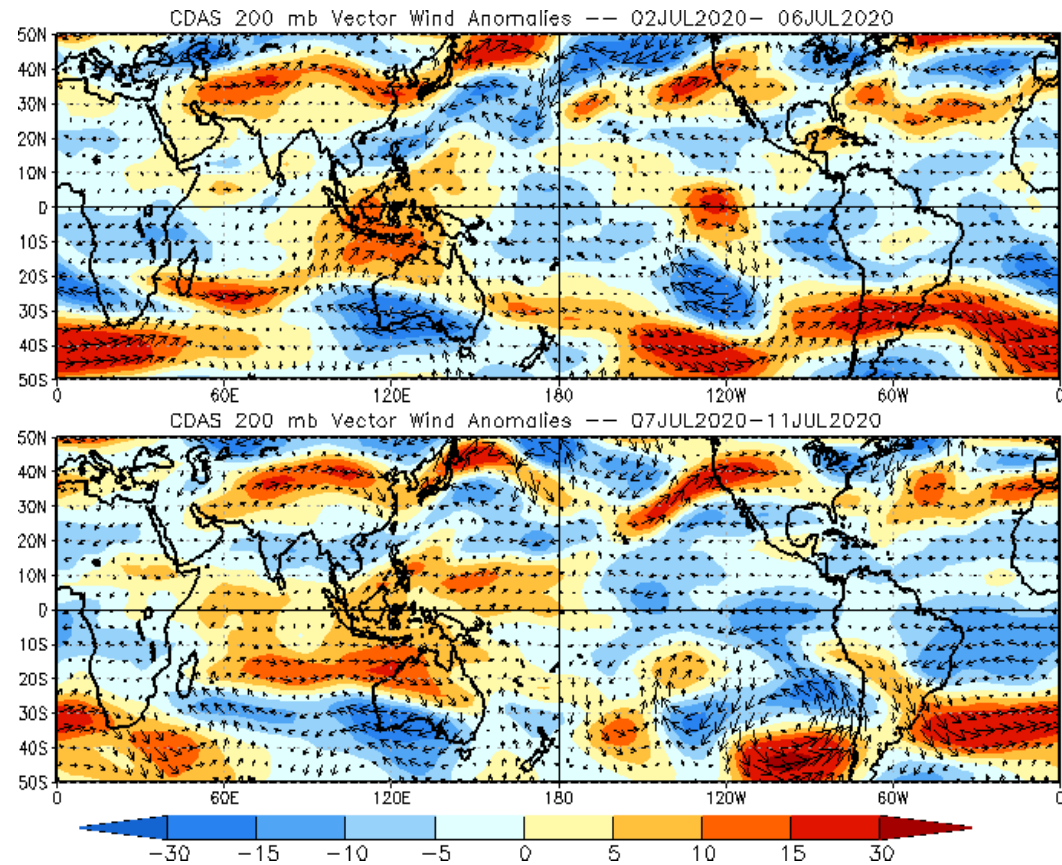 CDAS 200 mb Vector Wind Anomalies -- 02JUL2020- 06JUL2020
50N
40N
30N
20N
10N
0
10S
20S
30S
40S
50S
0 60E 120E 180 120W 60W 0
CDAS 200 mb Vector Wind Anomalies -- 07JUL2020-11JUL2020
50N
40N
30N
20N
10N
0
10S
20S
30S
40S
50S
0 60E 120E 180 120W 60W 0
-30 -15 -10 -5 0 5 10 15 30